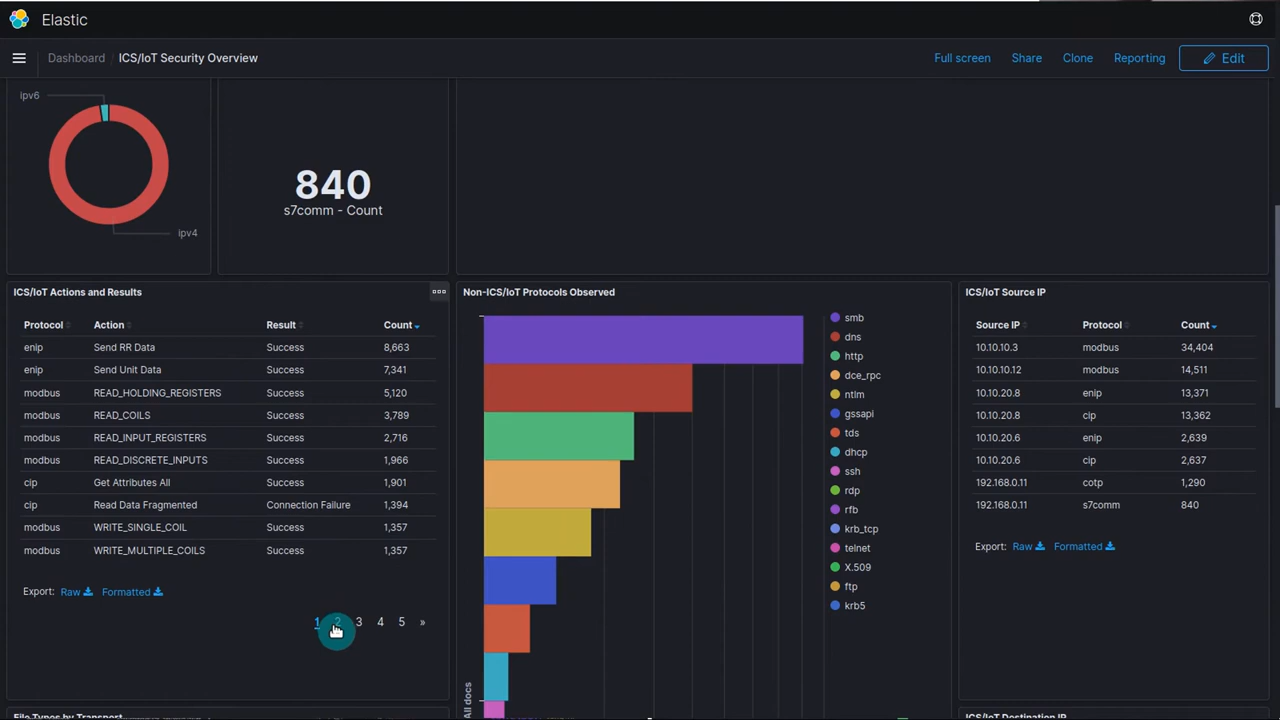 Elastic
Dashboard / ICS/IoT Security Overview
Full screen Share Clone Reporting Edit
ipv6
ipv4
840
s7comm - Count
ICS/IoT Actions and Results
Protocol Action Result Count
enip Send RR Data Success 8,663
enip Send Unit Data Success 7,341
modbus READ_HOLDING_REGISTERS Success 5,120
modbus READ_COILS Success 3,789
modbus READ_INPUT_REGISTERS Success 2,716
modbus READ_DISCRETE_INPUTS Success 1,966
cip Get Attributes All Success 1,901
cip Read Data Fragmented Connection Failure 1,394
modbus WRITE_SINGLE_COIL Success 1,357
modbus WRITE_MULTIPLE_COILS Success 1,357
Export: Raw Formatted
1 2 3 4 5 »
Non-ICS/IoT Protocols Observed
smb
dns
http
dce_rpc
ntlm
gssapi
tds
dhcp
ssh
rdp
rfb
krb_tcp
telnet
X.509
ftp
krb5
All docs
ICS/IoT Source IP
Source IP Protocol Count
10.10.10.3 modbus 34,404
10.10.10.12 modbus 14,511
10.10.20.8 enip 13,371
10.10.20.8 cip 13,362
10.10.20.6 enip 2,639
10.10.20.6 cip 2,637
192.168.0.11 cotp 1,290
192.168.0.11 s7comm 840
Export: Raw Formatted
File Types by Transport
ICS/IoT Destination IP